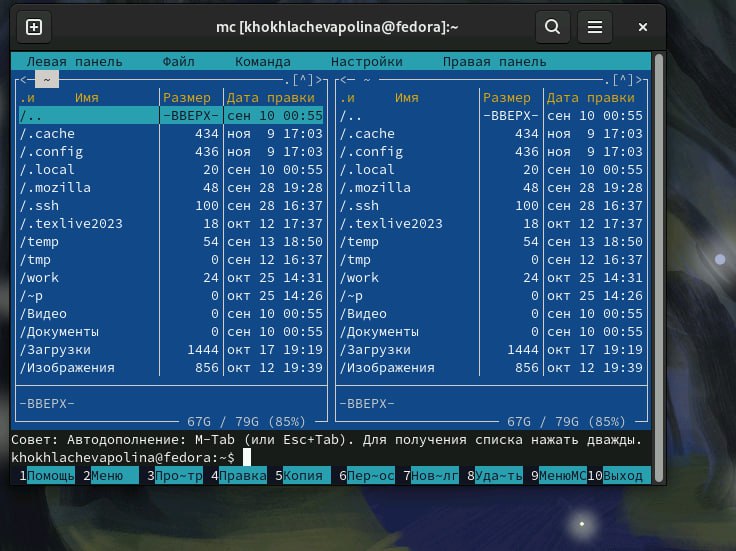 mc [khokhlachevapolina@fedora]:~
Левая панель Файл Команда Настройки Правая панель
<─ ~ .[^]> <─ ~ .[^]>
.и Имя Размер Дата правки .и Имя Размер Дата правки
/.. -ВВЕРХ- сен 10 00:55 /.. -ВВЕРХ- сен 10 00:55
/.cache 434 ноя 9 17:03 /.cache 434 ноя 9 17:03
/.config 436 ноя 9 17:03 /.config 436 ноя 9 17:03
/.local 20 сен 10 00:55 /.local 20 сен 10 00:55
/.mozilla 48 сен 28 19:28 /.mozilla 48 сен 28 19:28
/.ssh 100 сен 28 16:37 /.ssh 100 сен 28 16:37
/.texlive2023 18 окт 12 17:37 /.texlive2023 18 окт 12 17:37
/temp 54 сен 13 18:50 /temp 54 сен 13 18:50
/tmp 0 сен 12 16:37 /tmp 0 сен 12 16:37
/work 24 окт 25 14:31 /work 24 окт 25 14:31
/~p 0 окт 25 14:26 /~p 0 окт 25 14:26
/Видео 0 сен 10 00:55 /Видео 0 сен 10 00:55
/Документы 0 сен 10 00:55 /Документы 0 сен 10 00:55
/Загрузки 1444 окт 17 19:19 /Загрузки 1444 окт 17 19:19
/Изображения 856 окт 12 19:39 /Изображения 856 окт 12 19:39
-ВВЕРХ- -ВВЕРХ-
67G / 79G (85%) 67G / 79G (85%)
Совет: Автодополнение: M-Tab (или Esc+Tab). Для получения списка нажать дважды.
khokhlachevapolina@fedora:~$
1Помощь 2Меню 3Про~тр 4Правка 5Копия 6Пер~ос 7Нов~лг 8Уда~ть 9МенюMC 10Выход